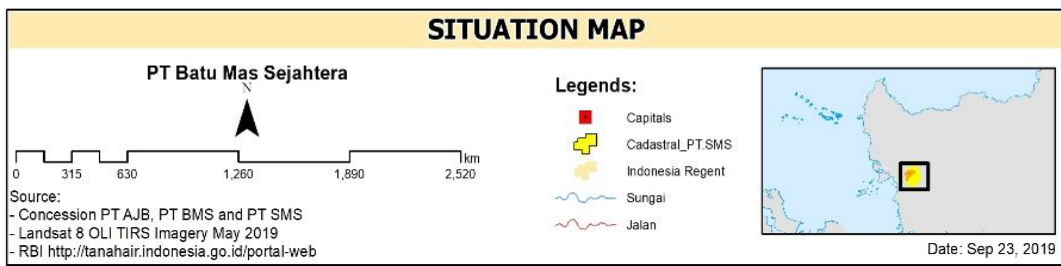 SITUATION MAP
PT Batu Mas Sejahtera
N
km
0 315 630 1,260 1,890 2,520
Source:
- Concession PT AJB, PT BMS and PT SMS
- Landsat 8 OLI TIRS Imagery May 2019
- RBI http://tanahair.indonesia.go.id/portal-web
Legends:
Capitals
Cadastral_PT.SMS
Indonesia Regent
Sungai
Jalan
Date: Sep 23, 2019